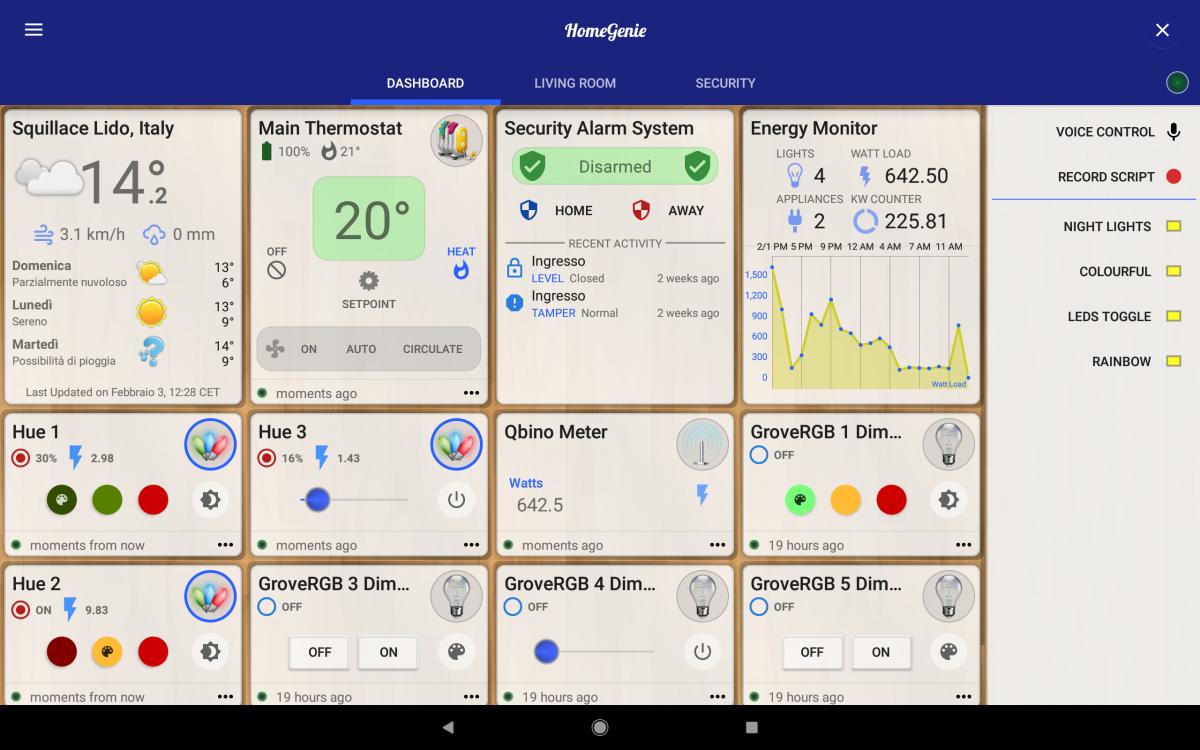 HomeGenie
DASHBOARD LIVING ROOM SECURITY
Squillace Lido, Italy
14°.2
3.1 km/h 0 mm
Domenica 13°
Parzialmente nuvoloso 6°
Lunedì 13°
Sereno 9°
Martedì 14°
Possibilità di pioggia 9°
Last Updated on Febbraio 3, 12:28 CET
Main Thermostat
100% 21°
20°
OFF HEAT
SETPOINT
ON AUTO CIRCULATE
moments ago
Security Alarm System
Disarmed
HOME AWAY
RECENT ACTIVITY
Ingresso
LEVEL Closed 2 weeks ago
Ingresso
TAMPER Normal 2 weeks ago
Energy Monitor
LIGHTS WATT LOAD
4 642.50
APPLIANCES KW COUNTER
2 225.81
2/1 PM 5 PM 9 PM 12 AM 4 AM 7 AM 11 AM
1,500
1,200
900
600
300
0
Watt Load
VOICE CONTROL
RECORD SCRIPT
NIGHT LIGHTS
COLOURFUL
LEDS TOGGLE
RAINBOW
Hue 1
30% 2.98
moments from now
Hue 3
16% 1.43
moments ago
Qbino Meter
Watts
642.5
moments ago
GroveRGB 1 Dim...
OFF
19 hours ago
Hue 2
ON 9.83
moments from now
GroveRGB 3 Dim...
OFF
OFF ON
19 hours ago
GroveRGB 4 Dim...
OFF
19 hours ago
GroveRGB 5 Dim...
OFF
OFF ON
19 hours ago